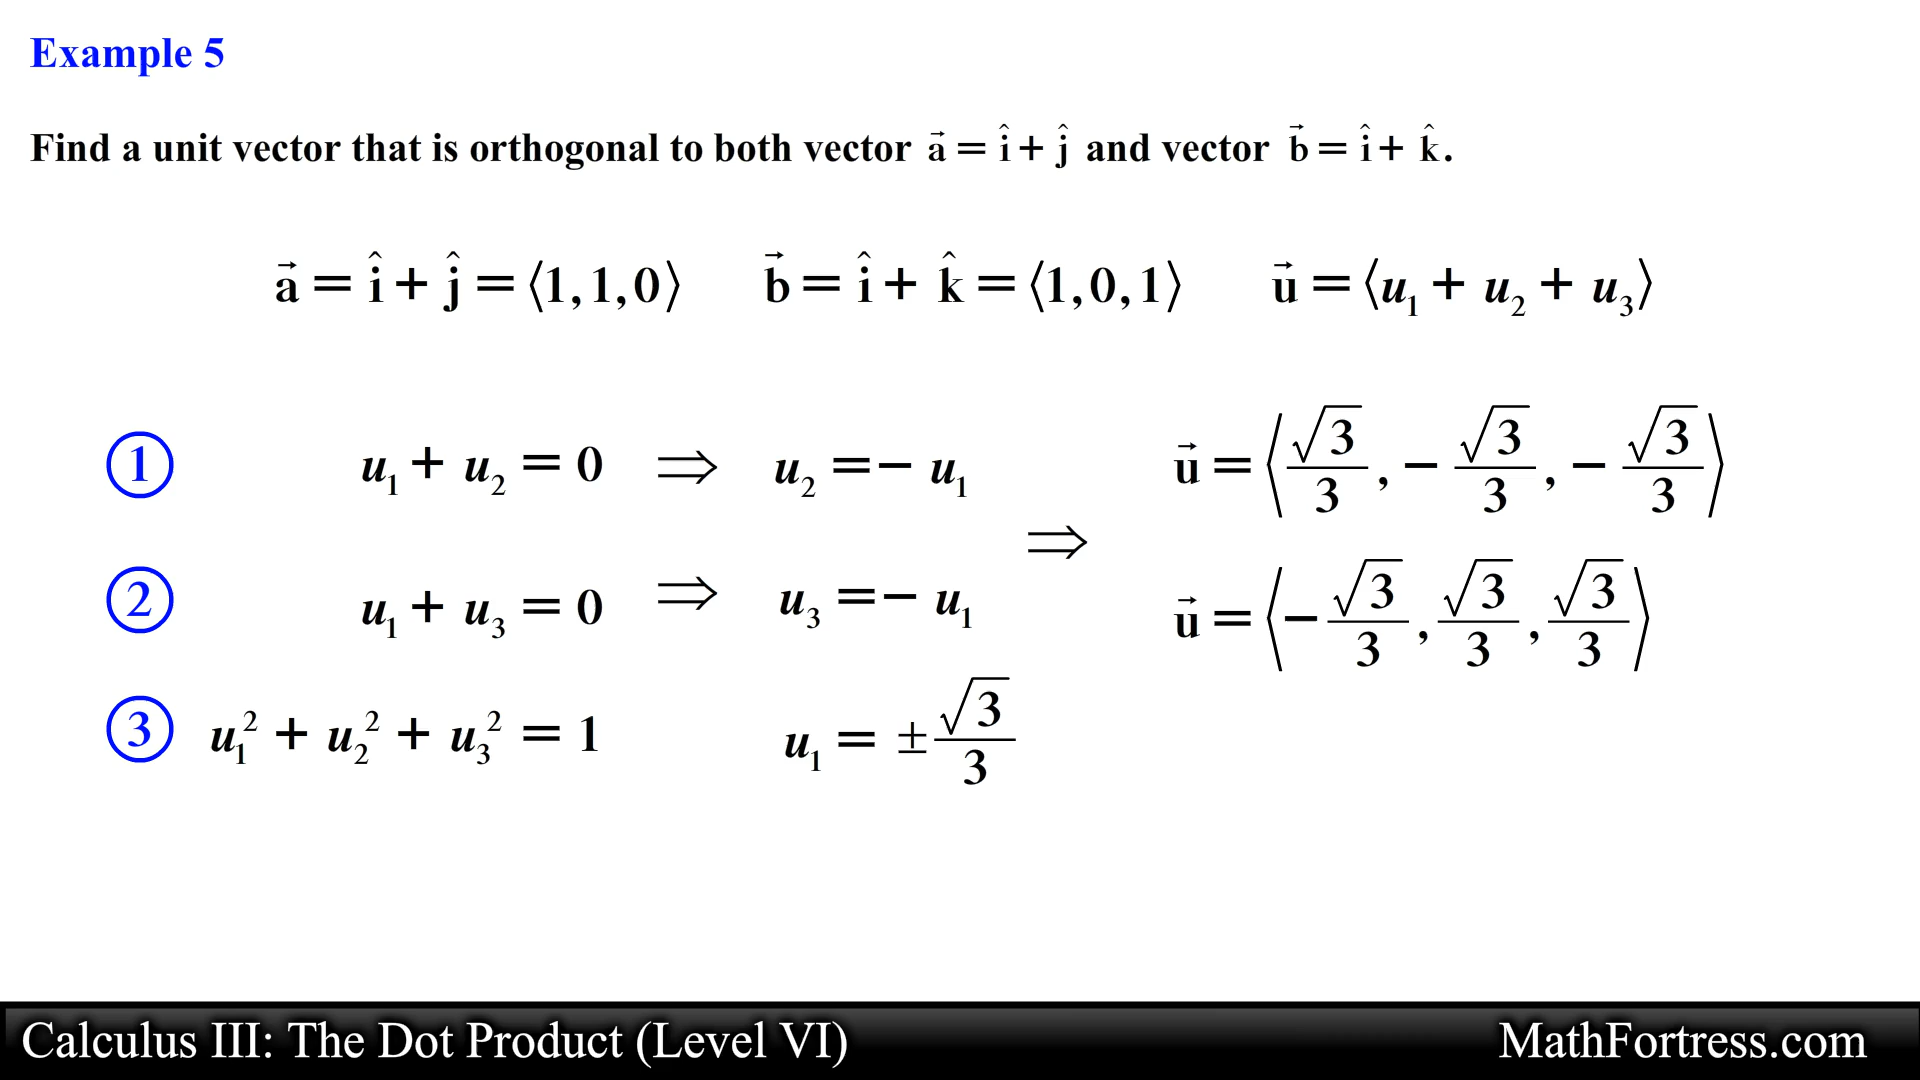 Example 5
Find a unit vector that is orthogonal to both vector a⃗ = î + ĵ and vector b⃗ = î + k̂.
a⃗ = î + ĵ = ⟨1, 1, 0⟩ b⃗ = î + k̂ = ⟨1, 0, 1⟩ u⃗ = ⟨u₁ + u₂ + u₃⟩
① u₁ + u₂ = 0 ⇒ u₂ = − u₁ ⇒ u⃗ = ⟨√3/3, − √3/3, − √3/3⟩
② u₁ + u₃ = 0 ⇒ u₃ = − u₁ u⃗ = ⟨− √3/3, √3/3, √3/3⟩
③ u₁² + u₂² + u₃² = 1 u₁ = ± √3/3
Calculus III: The Dot Product (Level VI) MathFortress.com